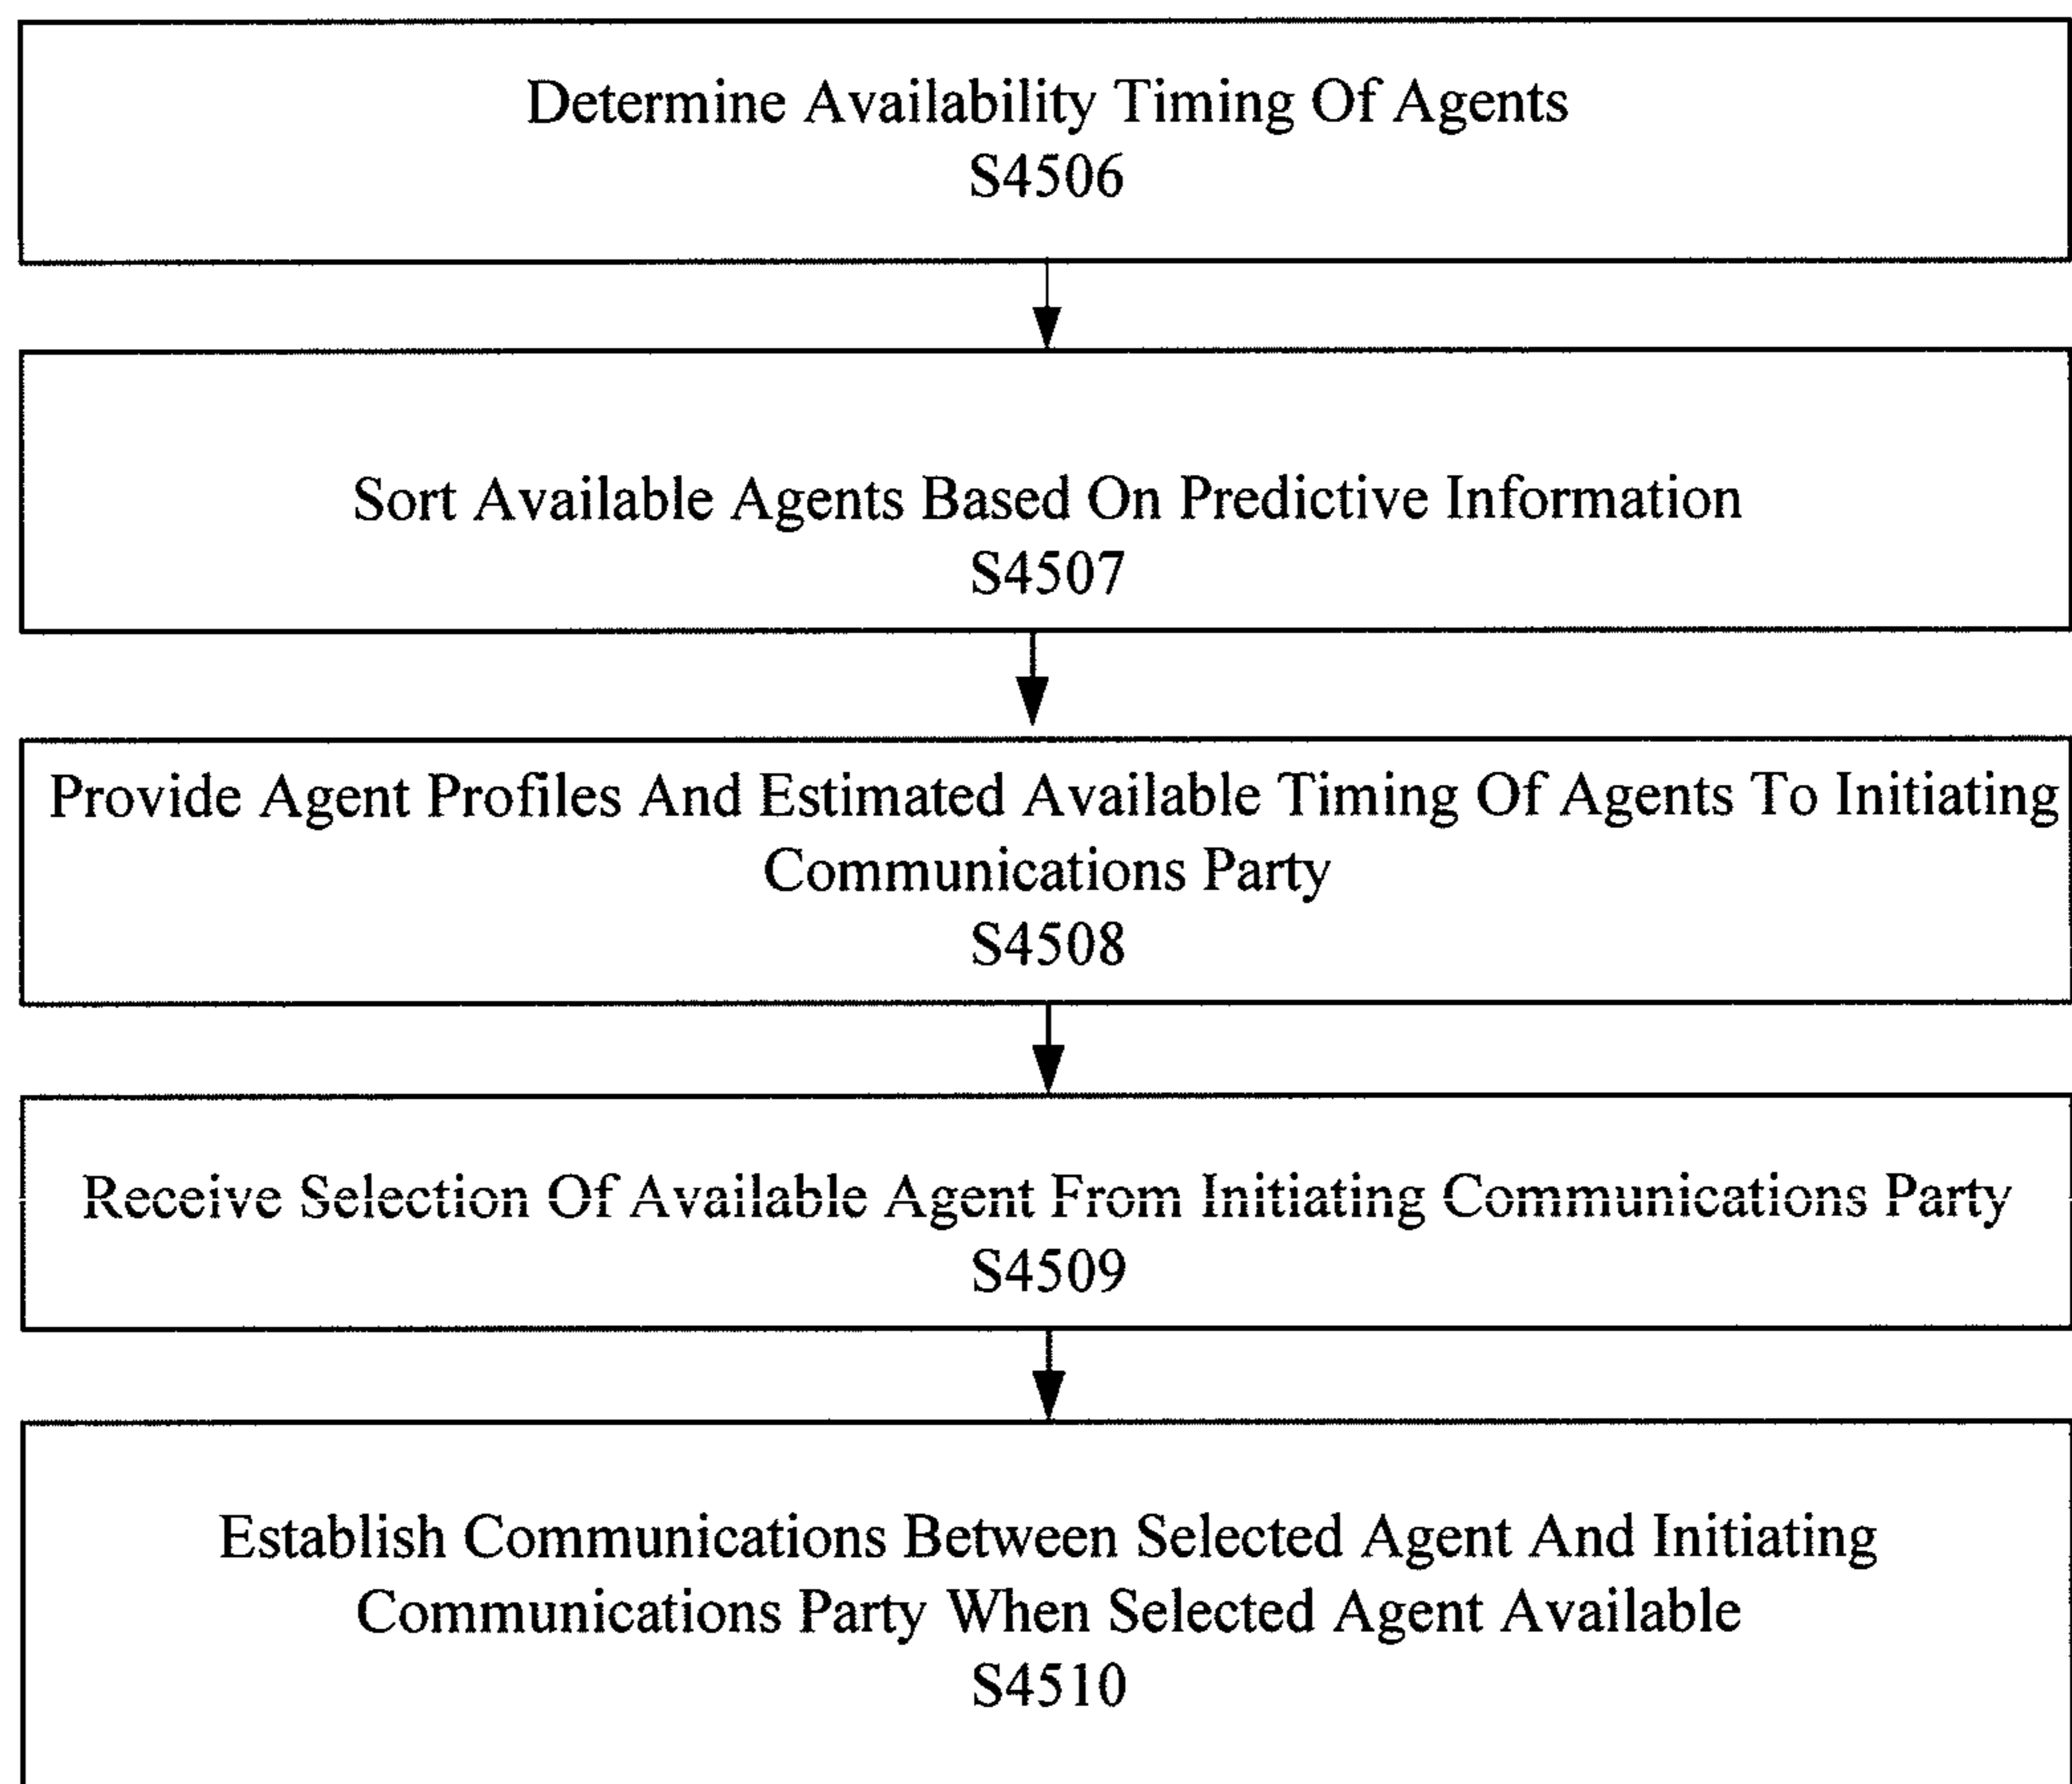 Determine Availability Timing Of Agents
S4506
Sort Available Agents Based On Predictive Information
S4507
Provide Agent Profiles And Estimated Available Timing Of Agents To Initiating
Communications Party
S4508
Receive Selection Of Available Agent From Initiating Communications Party
S4509
Establish Communications Between Selected Agent And Initiating
Communications Party When Selected Agent Available
S4510